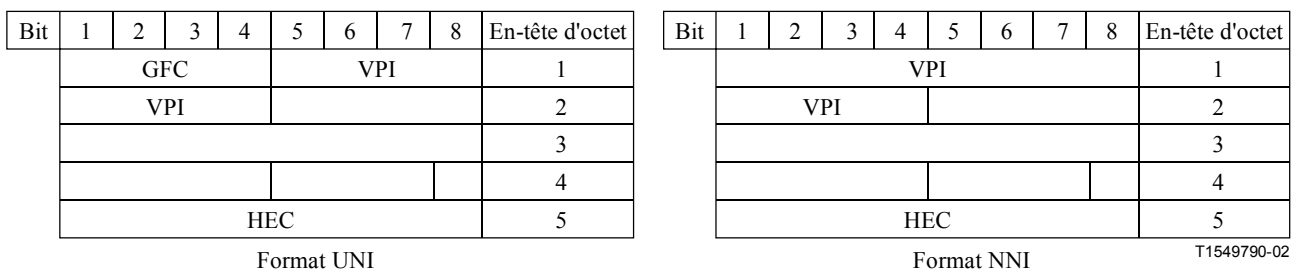 Bit 1 2 3 4 5 6 7 8 En-tête d'octet
GFC VPI 1
VPI 2
3
4
HEC 5
Format UNI
Bit 1 2 3 4 5 6 7 8 En-tête d'octet
VPI 1
VPI 2
3
4
HEC 5
Format NNI
T1549790-02